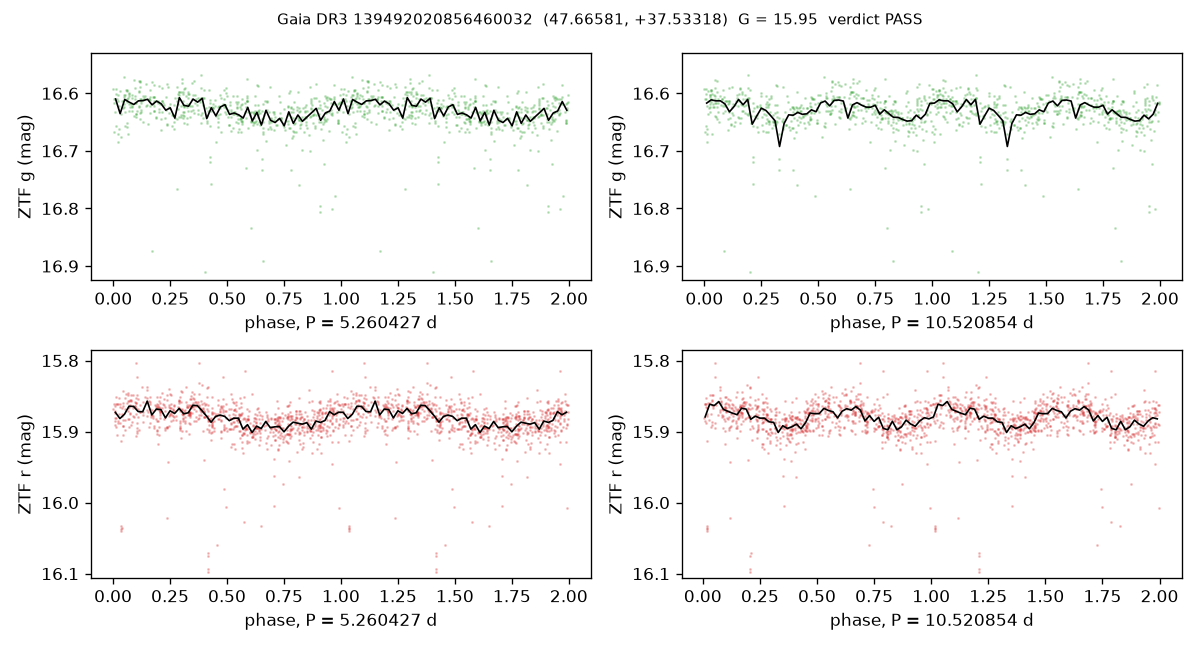 Gaia DR3 139492020856460032 (47.66581, +37.53318) G = 15.95 verdict PASS
ZTF g (mag)
16.6
16.7
16.8
16.9
0.00 0.25 0.50 0.75 1.00 1.25 1.50 1.75 2.00
phase, P = 5.260427 d
ZTF g (mag)
16.6
16.7
16.8
16.9
0.00 0.25 0.50 0.75 1.00 1.25 1.50 1.75 2.00
phase, P = 10.520854 d
ZTF r (mag)
15.8
15.9
16.0
16.1
0.00 0.25 0.50 0.75 1.00 1.25 1.50 1.75 2.00
phase, P = 5.260427 d
ZTF r (mag)
15.8
15.9
16.0
16.1
0.00 0.25 0.50 0.75 1.00 1.25 1.50 1.75 2.00
phase, P = 10.520854 d